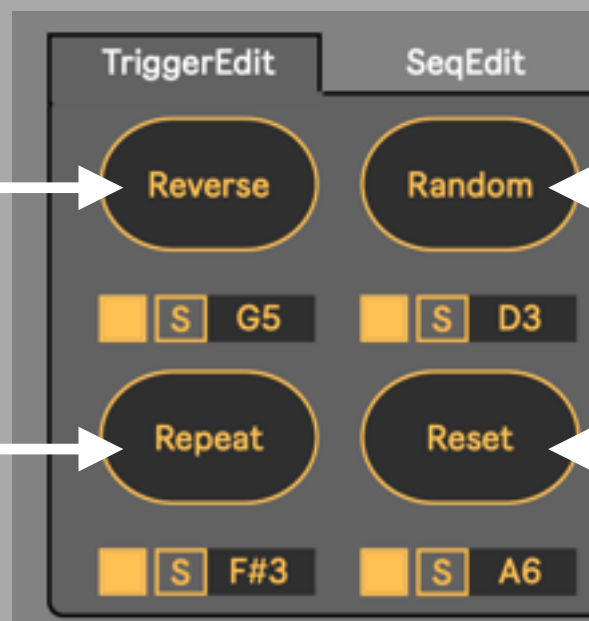 TriggerEdit SeqEdit
Reverse Random
S G5 S D3
Repeat Reset
S F#3 S A6